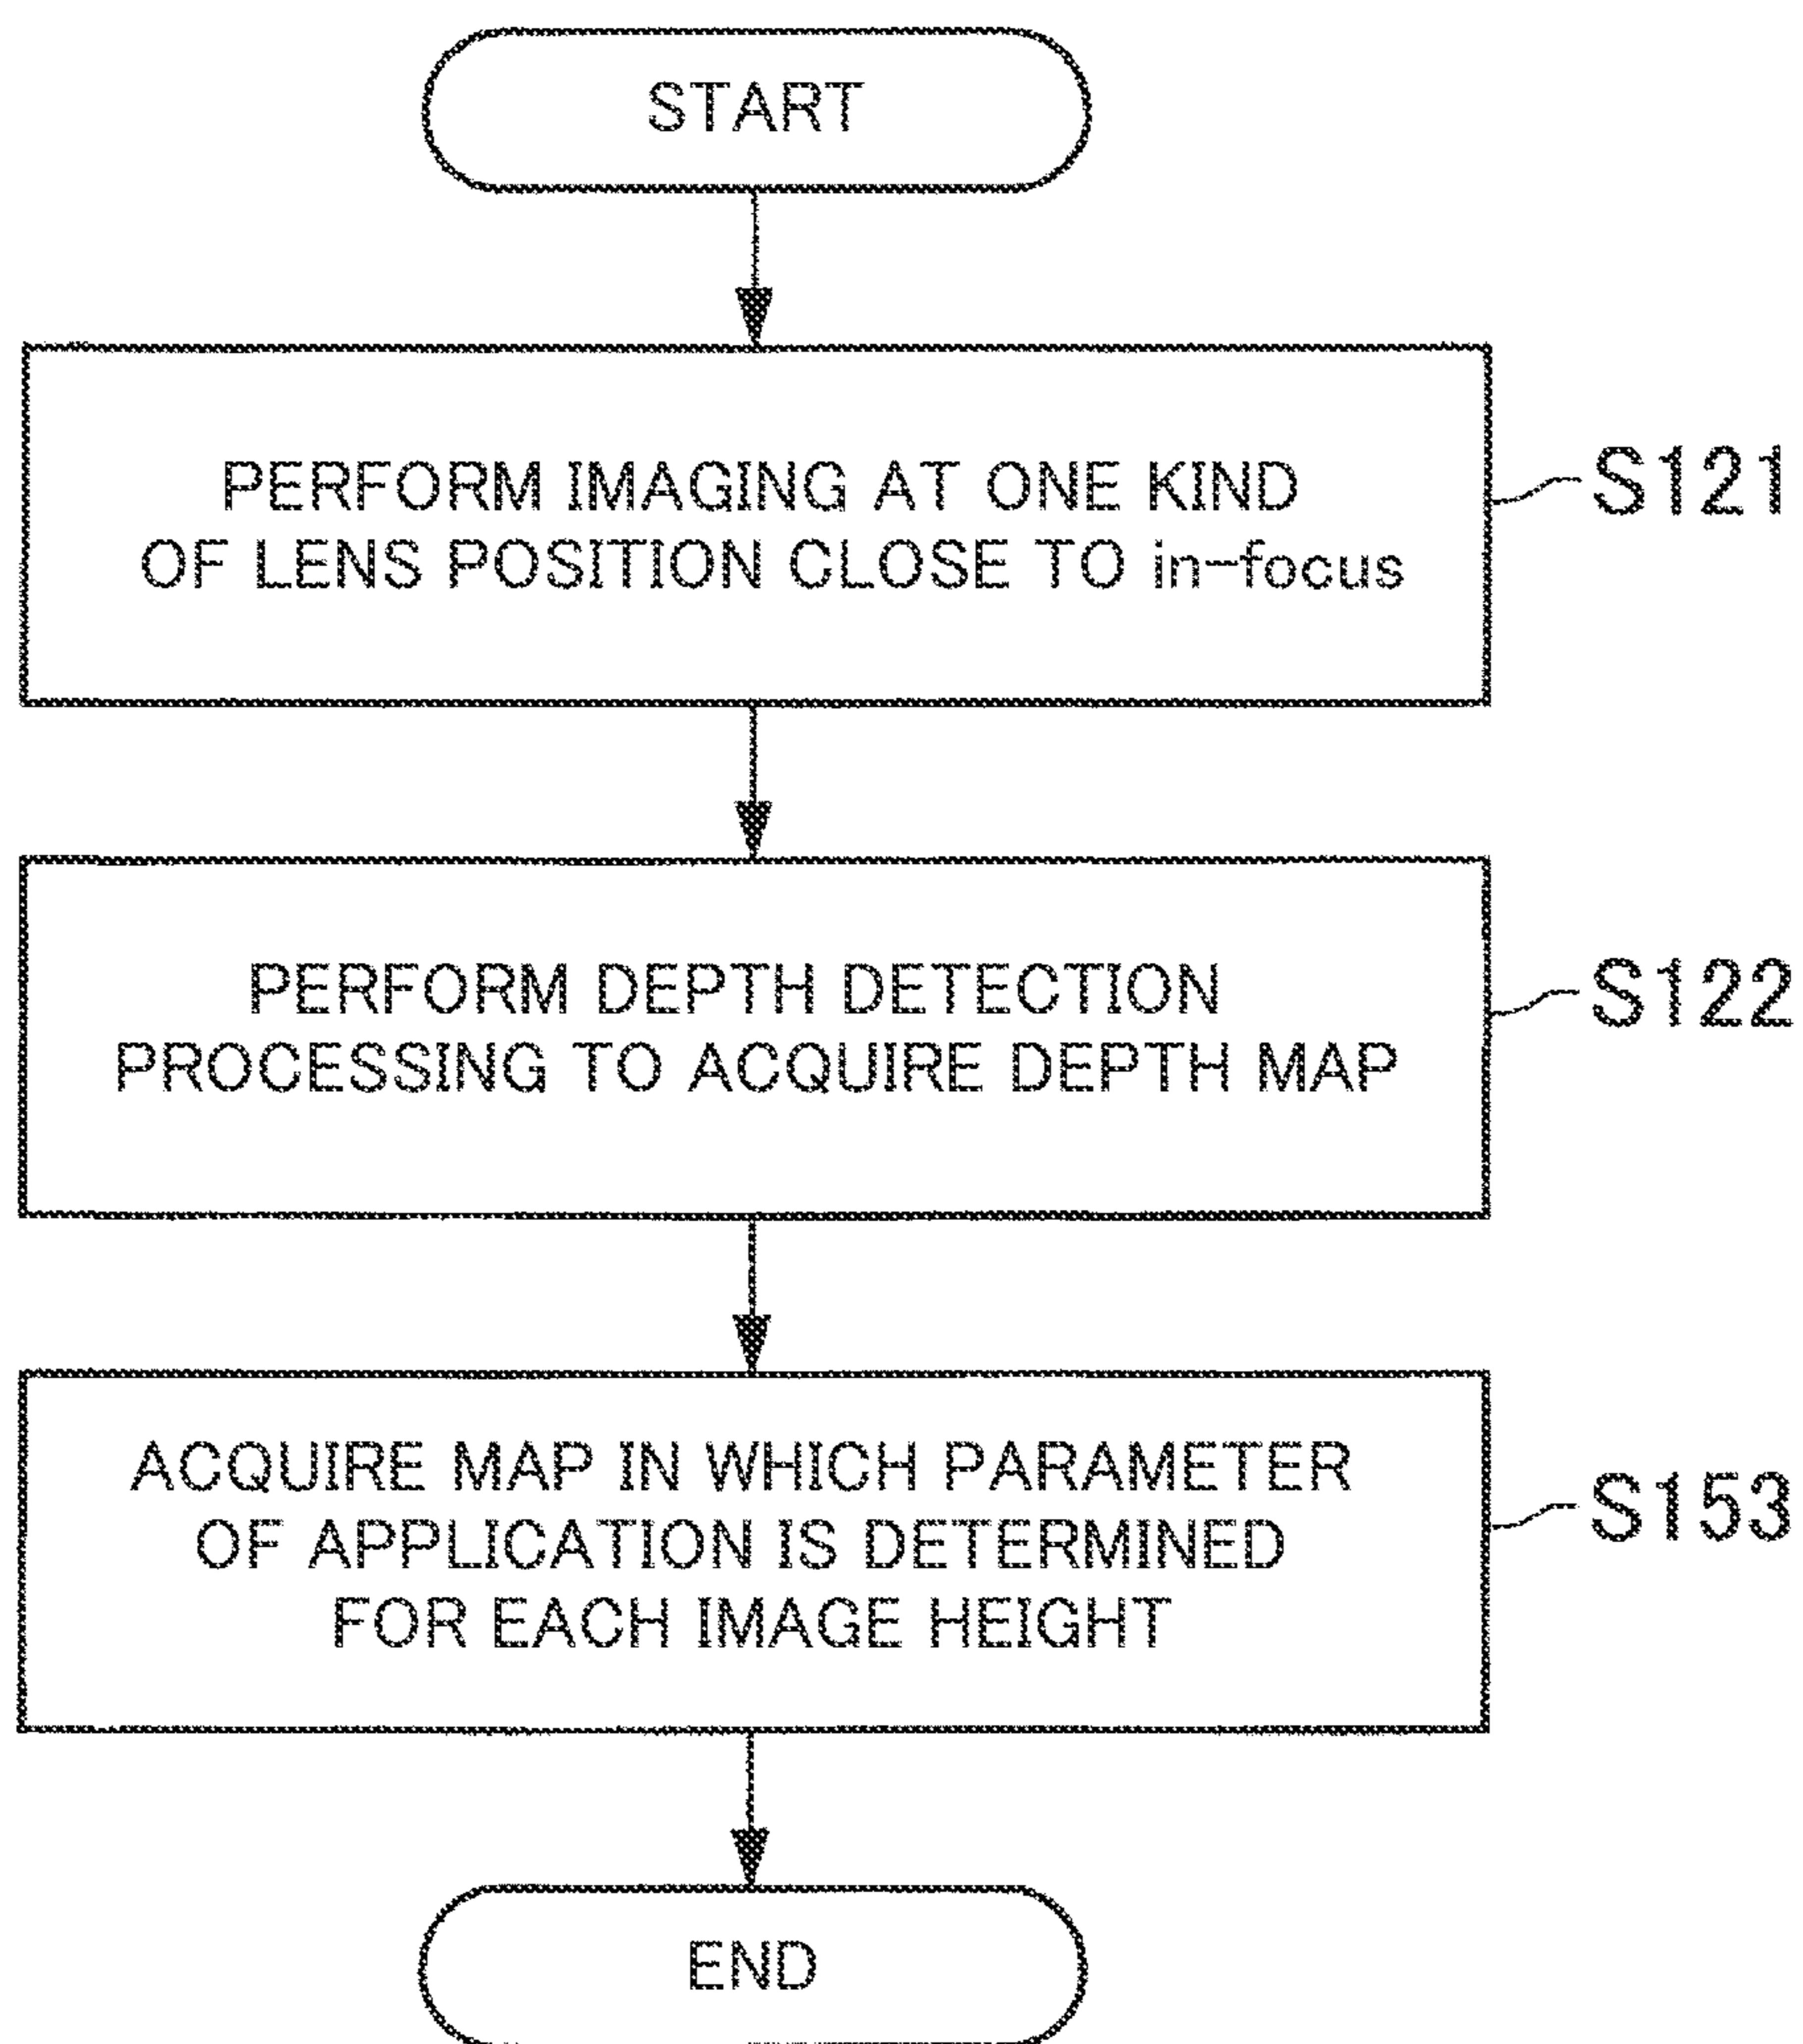 START
PERFORM IMAGING AT ONE KIND
OF LENS POSITION CLOSE TO in-focus
S121
PERFORM DEPTH DETECTION
PROCESSING TO ACQUIRE DEPTH MAP
S122
ACQUIRE MAP IN WHICH PARAMETER
OF APPLICATION IS DETERMINED
FOR EACH IMAGE HEIGHT
S153
END